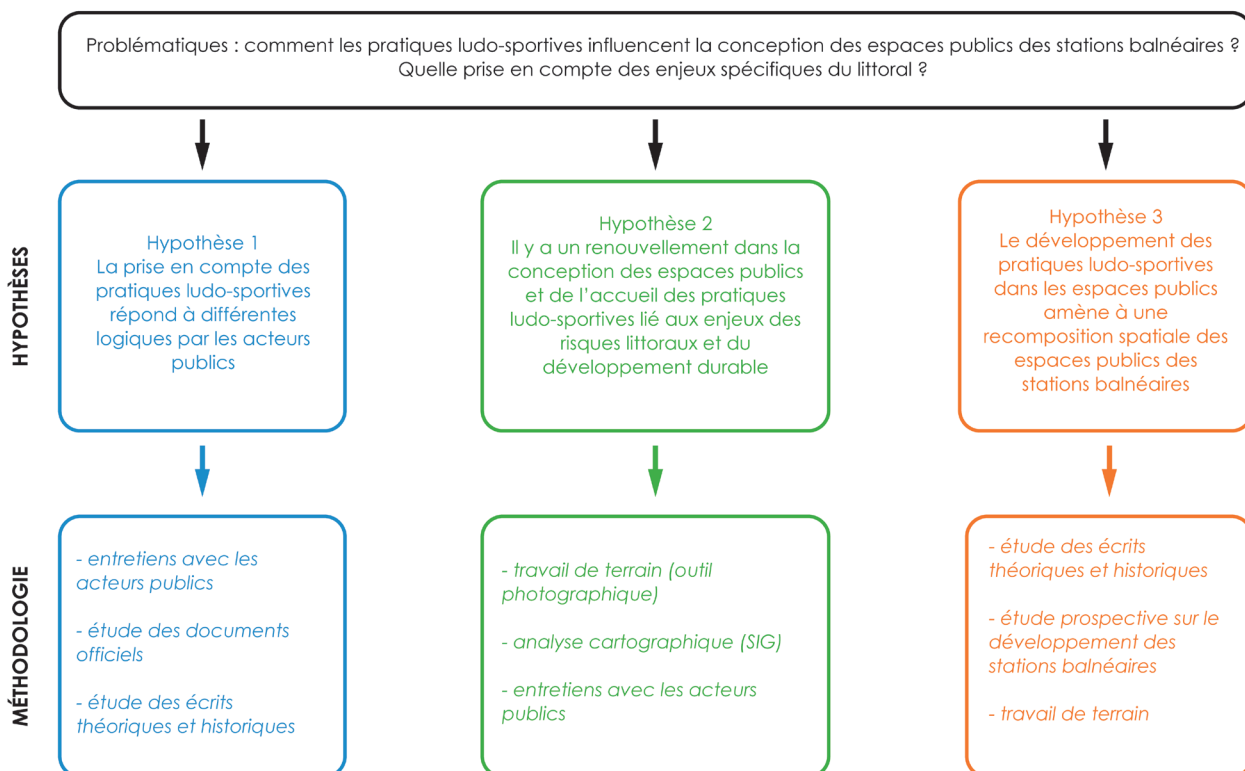 Problématiques : comment les pratiques ludo-sportives influencent la conception des espaces publics des stations balnéaires ?
Quelle prise en compte des enjeux spécifiques du littoral ?
HYPOTHÈSES
Hypothèse 1
La prise en compte des
pratiques ludo-sportives
répond à différentes
logiques par les acteurs
publics
Hypothèse 2
Il y a un renouvellement dans la
conception des espaces publics
et de l’accueil des pratiques
ludo-sportives lié aux enjeux des
risques littoraux et du
développement durable
Hypothèse 3
Le développement des
pratiques ludo-sportives
dans les espaces publics
amène à une
recomposition spatiale des
espaces publics des
stations balnéaires
MÉTHODOLOGIE
- entretiens avec les
acteurs publics
- étude des documents
officiels
- étude des écrits
théoriques et historiques
- travail de terrain (outil
photographique)
- analyse cartographique (SIG)
- entretiens avec les acteurs
publics
- étude des écrits
théoriques et historiques
- étude prospective sur le
développement des
stations balnéaires
- travail de terrain